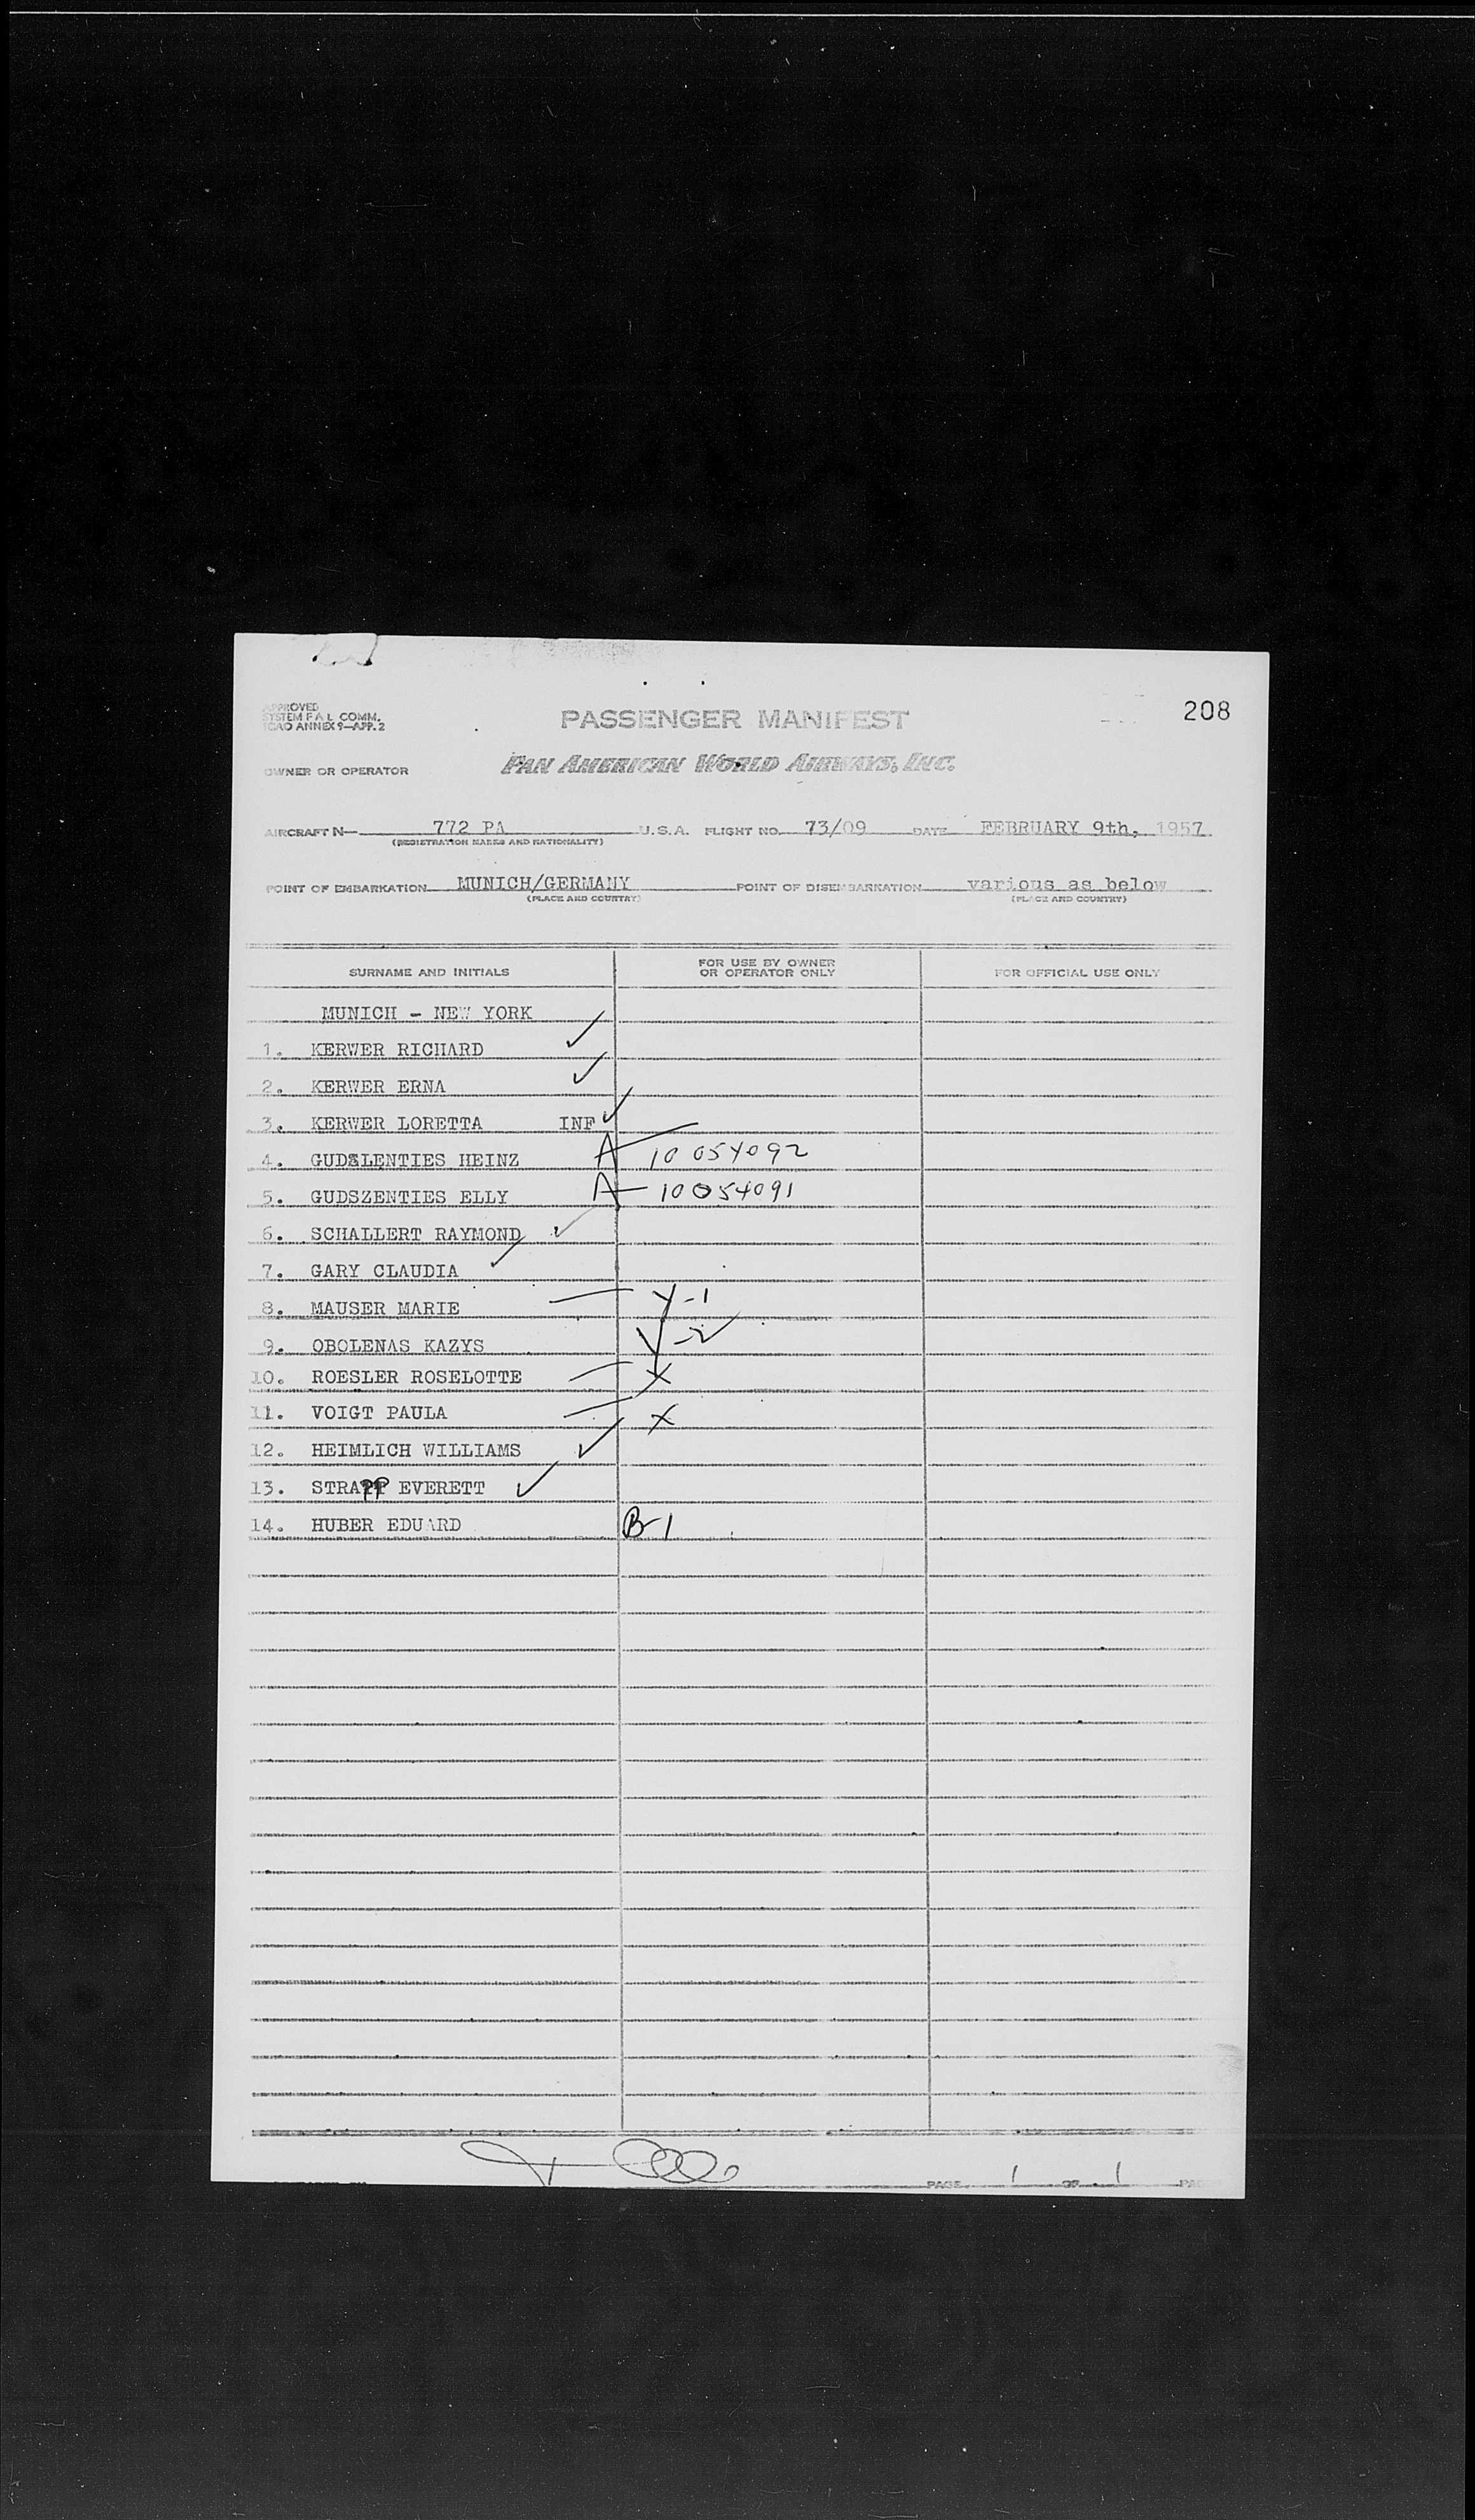 APPROVED
SYSTEM F A L COMM.
ICAO ANNEX 9—APP. 2
PASSENGER MANIFEST
208
OWNER OR OPERATOR PAN AMERICAN WORLD AIRWAYS, INC.
AIRCRAFT N— 772 PA U.S.A. FLIGHT NO. 73/09 DATE FEBRUARY 9th, 1957
(REGISTRATION MARKS AND NATIONALITY)
POINT OF EMBARKATION MUNICH/GERMANY POINT OF DISEMBARKATION various as below
(PLACE AND COUNTRY) (PLACE AND COUNTRY)
SURNAME AND INITIALS FOR USE BY OWNER OR OPERATOR ONLY FOR OFFICIAL USE ONLY
MUNICH - NEW YORK
1. KERWER RICHARD ✓
2. KERWER ERNA ✓
3. KERWER LORETTA INF ✓
4. GUDSLENTIES HEINZ A 10 054092
5. GUDSZENTIES ELLY A— 10054091
6. SCHALLERT RAYMOND ✓
7. GARY CLAUDIA ✓
8. MAUSER MARIE — Y-1
9. OBOLENAS KAZYS V-2
10. ROESLER ROSELOTTE — X
11. VOIGT PAULA — X
12. HEIMLICH WILLIAMS ✓
13. STRAPP EVERETT ✓
14. HUBER EDUARD B-1
PAGE 1 OF 1